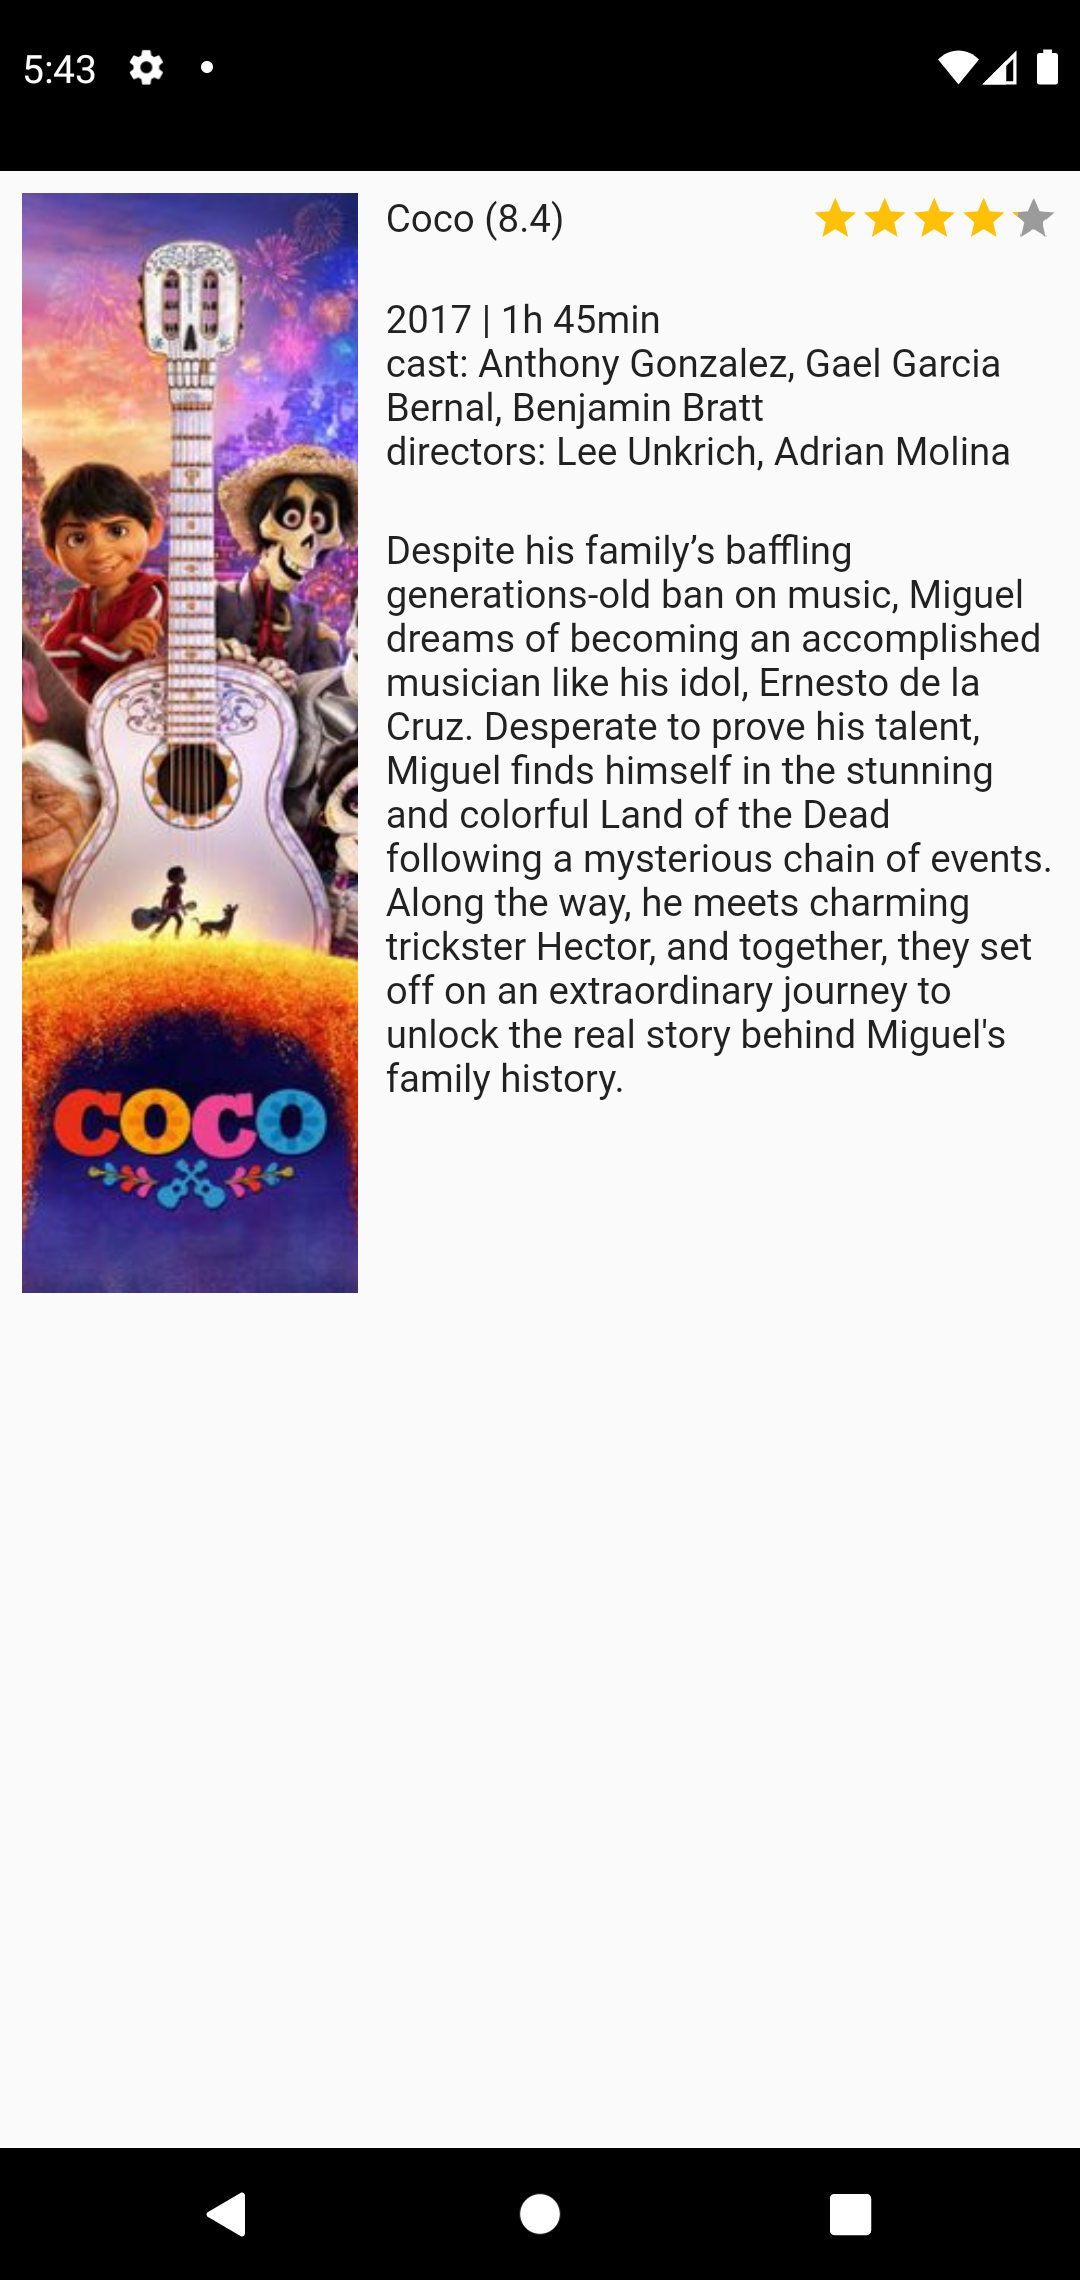 5:43
Coco (8.4)
2017 | 1h 45min
cast: Anthony Gonzalez, Gael Garcia
Bernal, Benjamin Bratt
directors: Lee Unkrich, Adrian Molina
Despite his family’s baffling
generations-old ban on music, Miguel
dreams of becoming an accomplished
musician like his idol, Ernesto de la
Cruz. Desperate to prove his talent,
Miguel finds himself in the stunning
and colorful Land of the Dead
following a mysterious chain of events.
Along the way, he meets charming
trickster Hector, and together, they set
off on an extraordinary journey to
unlock the real story behind Miguel's
family history.
COCO